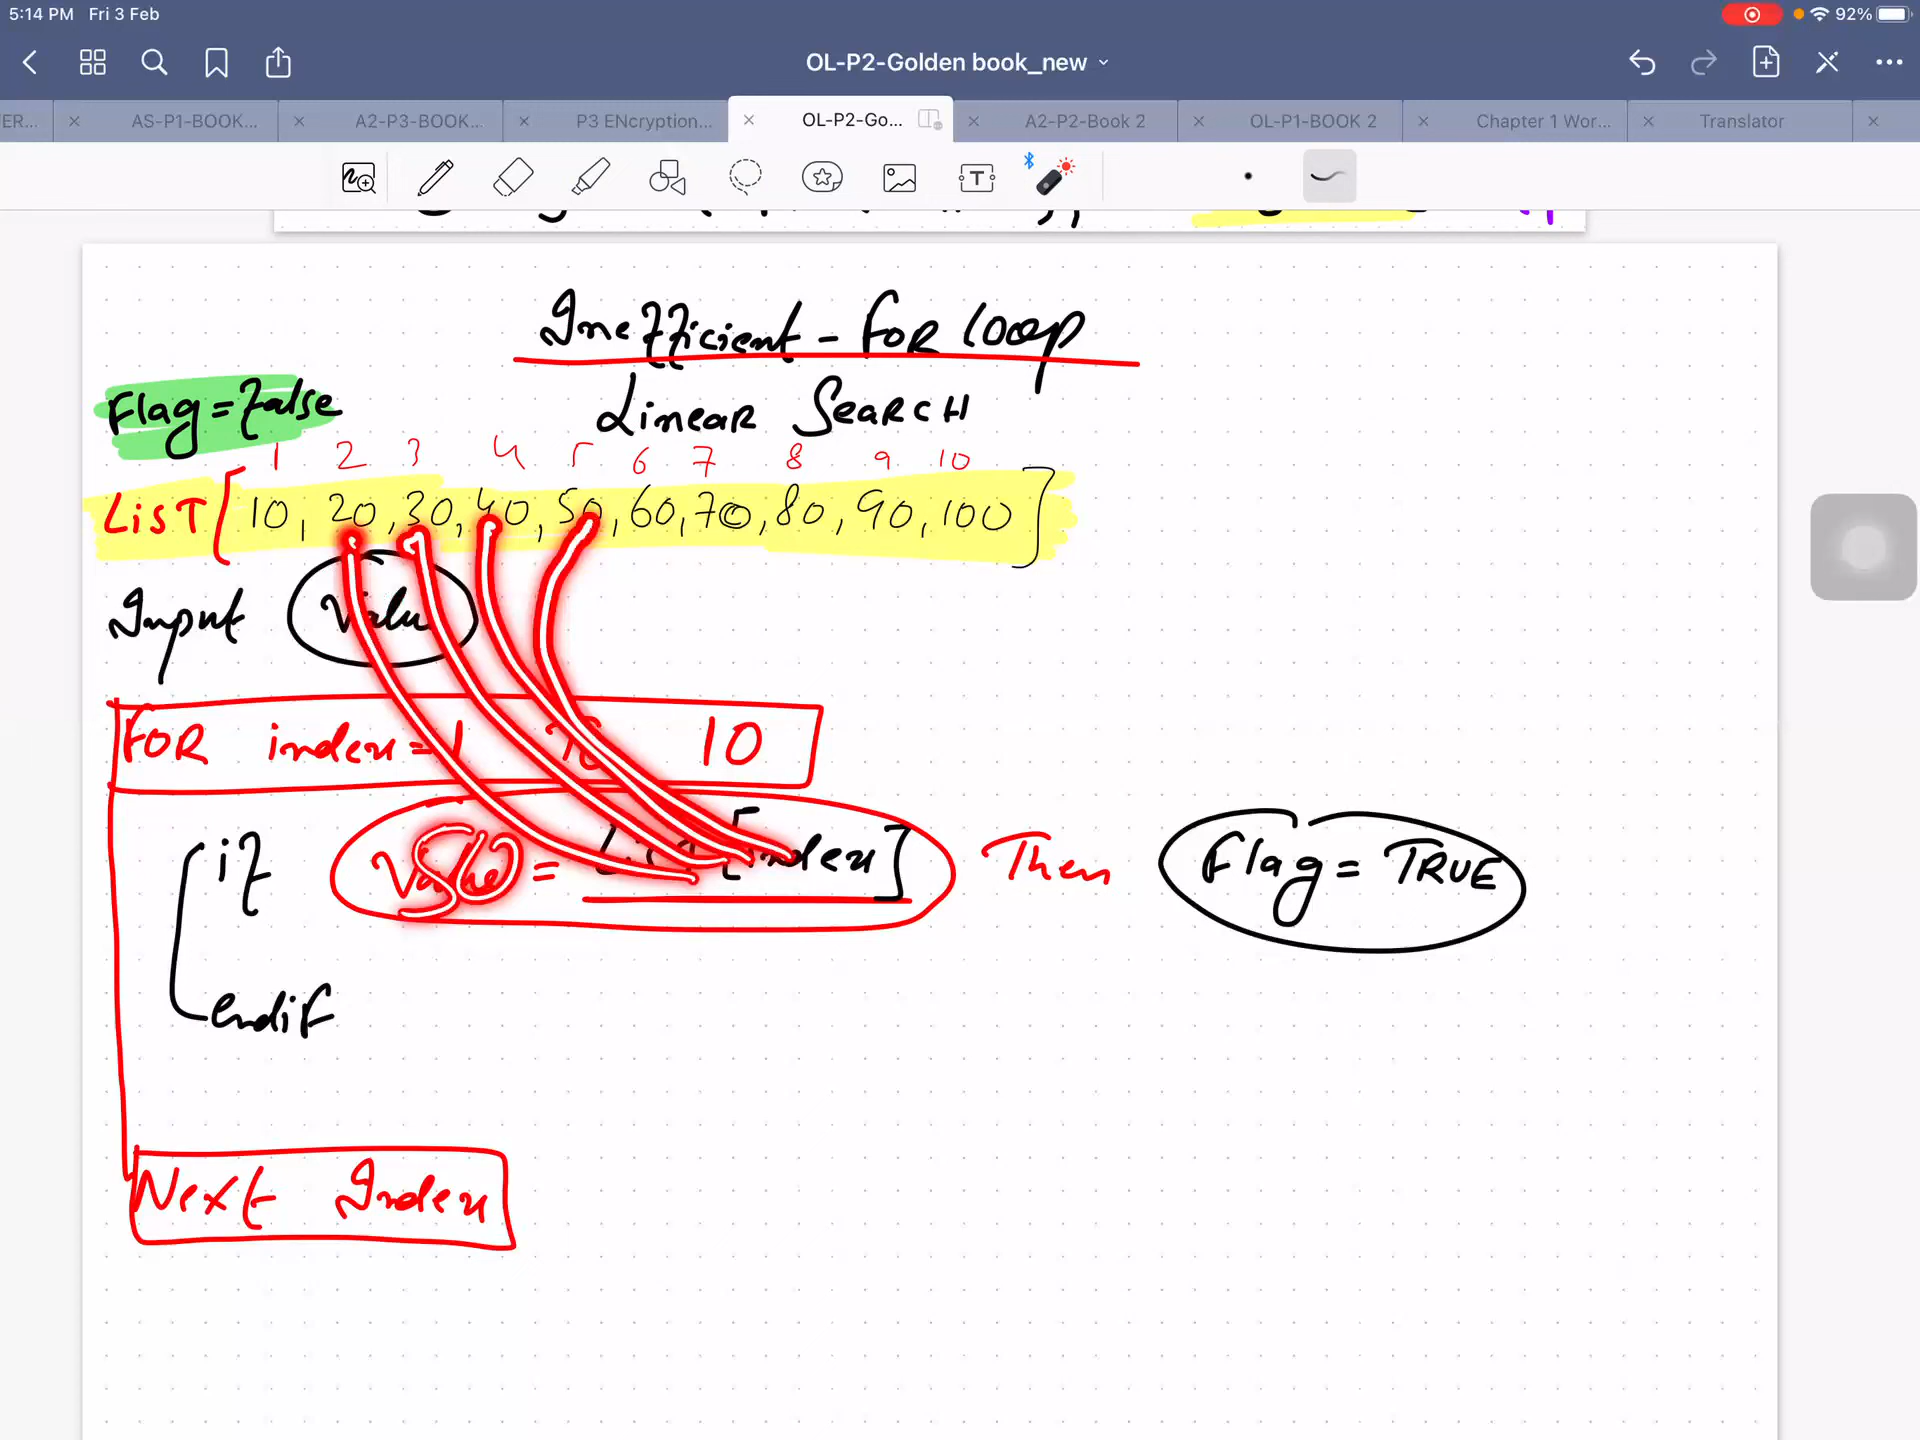 5:14 PM Fri 3 Feb 92%
OL-P2-Golden book_new
ER... AS-P1-BOOK... A2-P3-BOOK... P3 ENcryption... OL-P2-Go... A2-P2-Book 2 OL-P1-BOOK 2 Chapter 1 Wor... Translator
Inefficient - FOR loop
Flag = False Linear Search
1 2 3 4 5 6 7 8 9 10
List [10, 20, 30, 40, 50, 60, 70, 80, 90, 100]
Input Value
FOR index = 1 To 10
if Value = List [index] Then Flag = TRUE
50
endif
Next Index